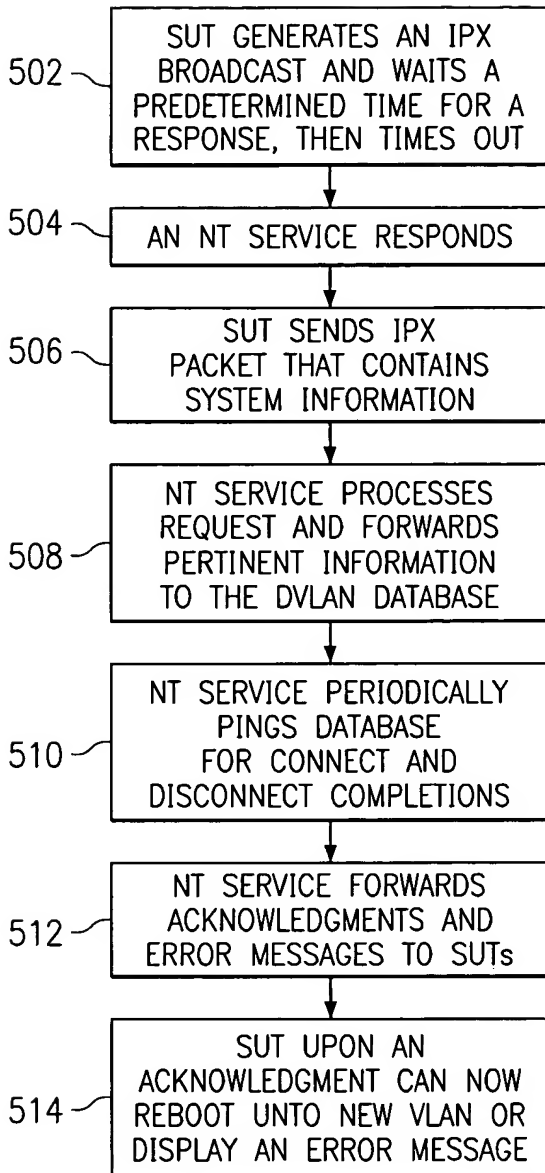 502
SUT GENERATES AN IPX
BROADCAST AND WAITS A
PREDETERMINED TIME FOR A
RESPONSE, THEN TIMES OUT
504
AN NT SERVICE RESPONDS
506
SUT SENDS IPX
PACKET THAT CONTAINS
SYSTEM INFORMATION
508
NT SERVICE PROCESSES
REQUEST AND FORWARDS
PERTINENT INFORMATION
TO THE DVLAN DATABASE
510
NT SERVICE PERIODICALLY
PINGS DATABASE
FOR CONNECT AND
DISCONNECT COMPLETIONS
512
NT SERVICE FORWARDS
ACKNOWLEDGMENTS AND
ERROR MESSAGES TO SUTs
514
SUT UPON AN
ACKNOWLEDGMENT CAN NOW
REBOOT UNTO NEW VLAN OR
DISPLAY AN ERROR MESSAGE